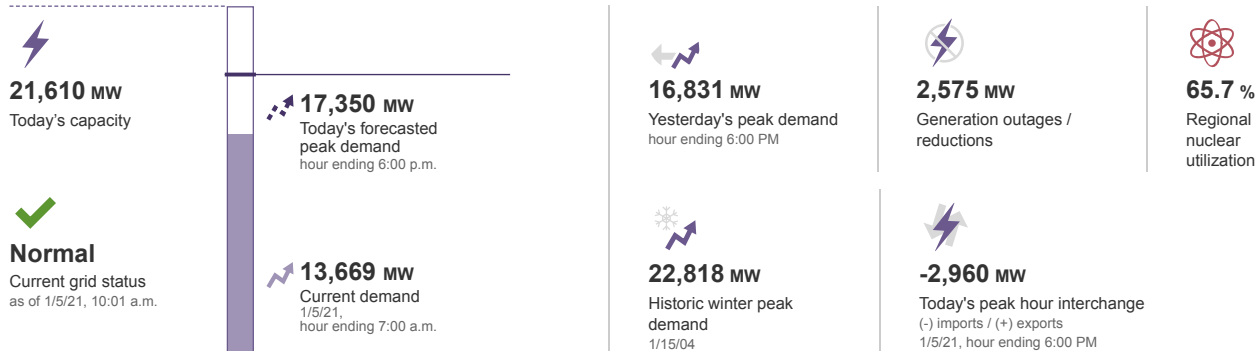 21,610 MW
Today's capacity
Normal
Current grid status
as of 1/5/21, 10:01 a.m.
17,350 MW
Today's forecasted
peak demand
hour ending 6:00 p.m.
13,669 MW
Current demand
1/5/21,
hour ending 7:00 a.m.
16,831 MW
Yesterday's peak demand
hour ending 6:00 PM
2,575 MW
Generation outages /
reductions
65.7 %
Regional
nuclear
utilization
22,818 MW
Historic winter peak
demand
1/15/04
-2,960 MW
Today's peak hour interchange
(-) imports / (+) exports
1/5/21, hour ending 6:00 PM